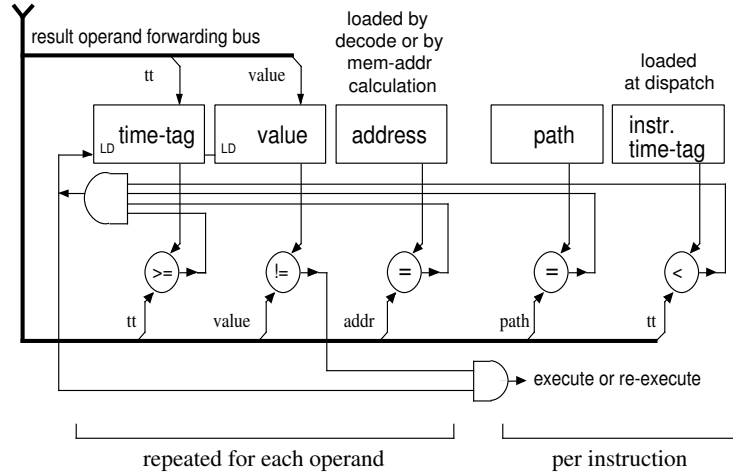 loaded by
decode or by
mem-addr
calculation
result operand forwarding bus
loaded
at dispatch
tt
value
time-tag
LD
value
LD
address
path
instr.
time-tag
>=
!=
=
=
<
tt
value
addr
path
tt
execute or re-execute
repeated for each operand
per instruction